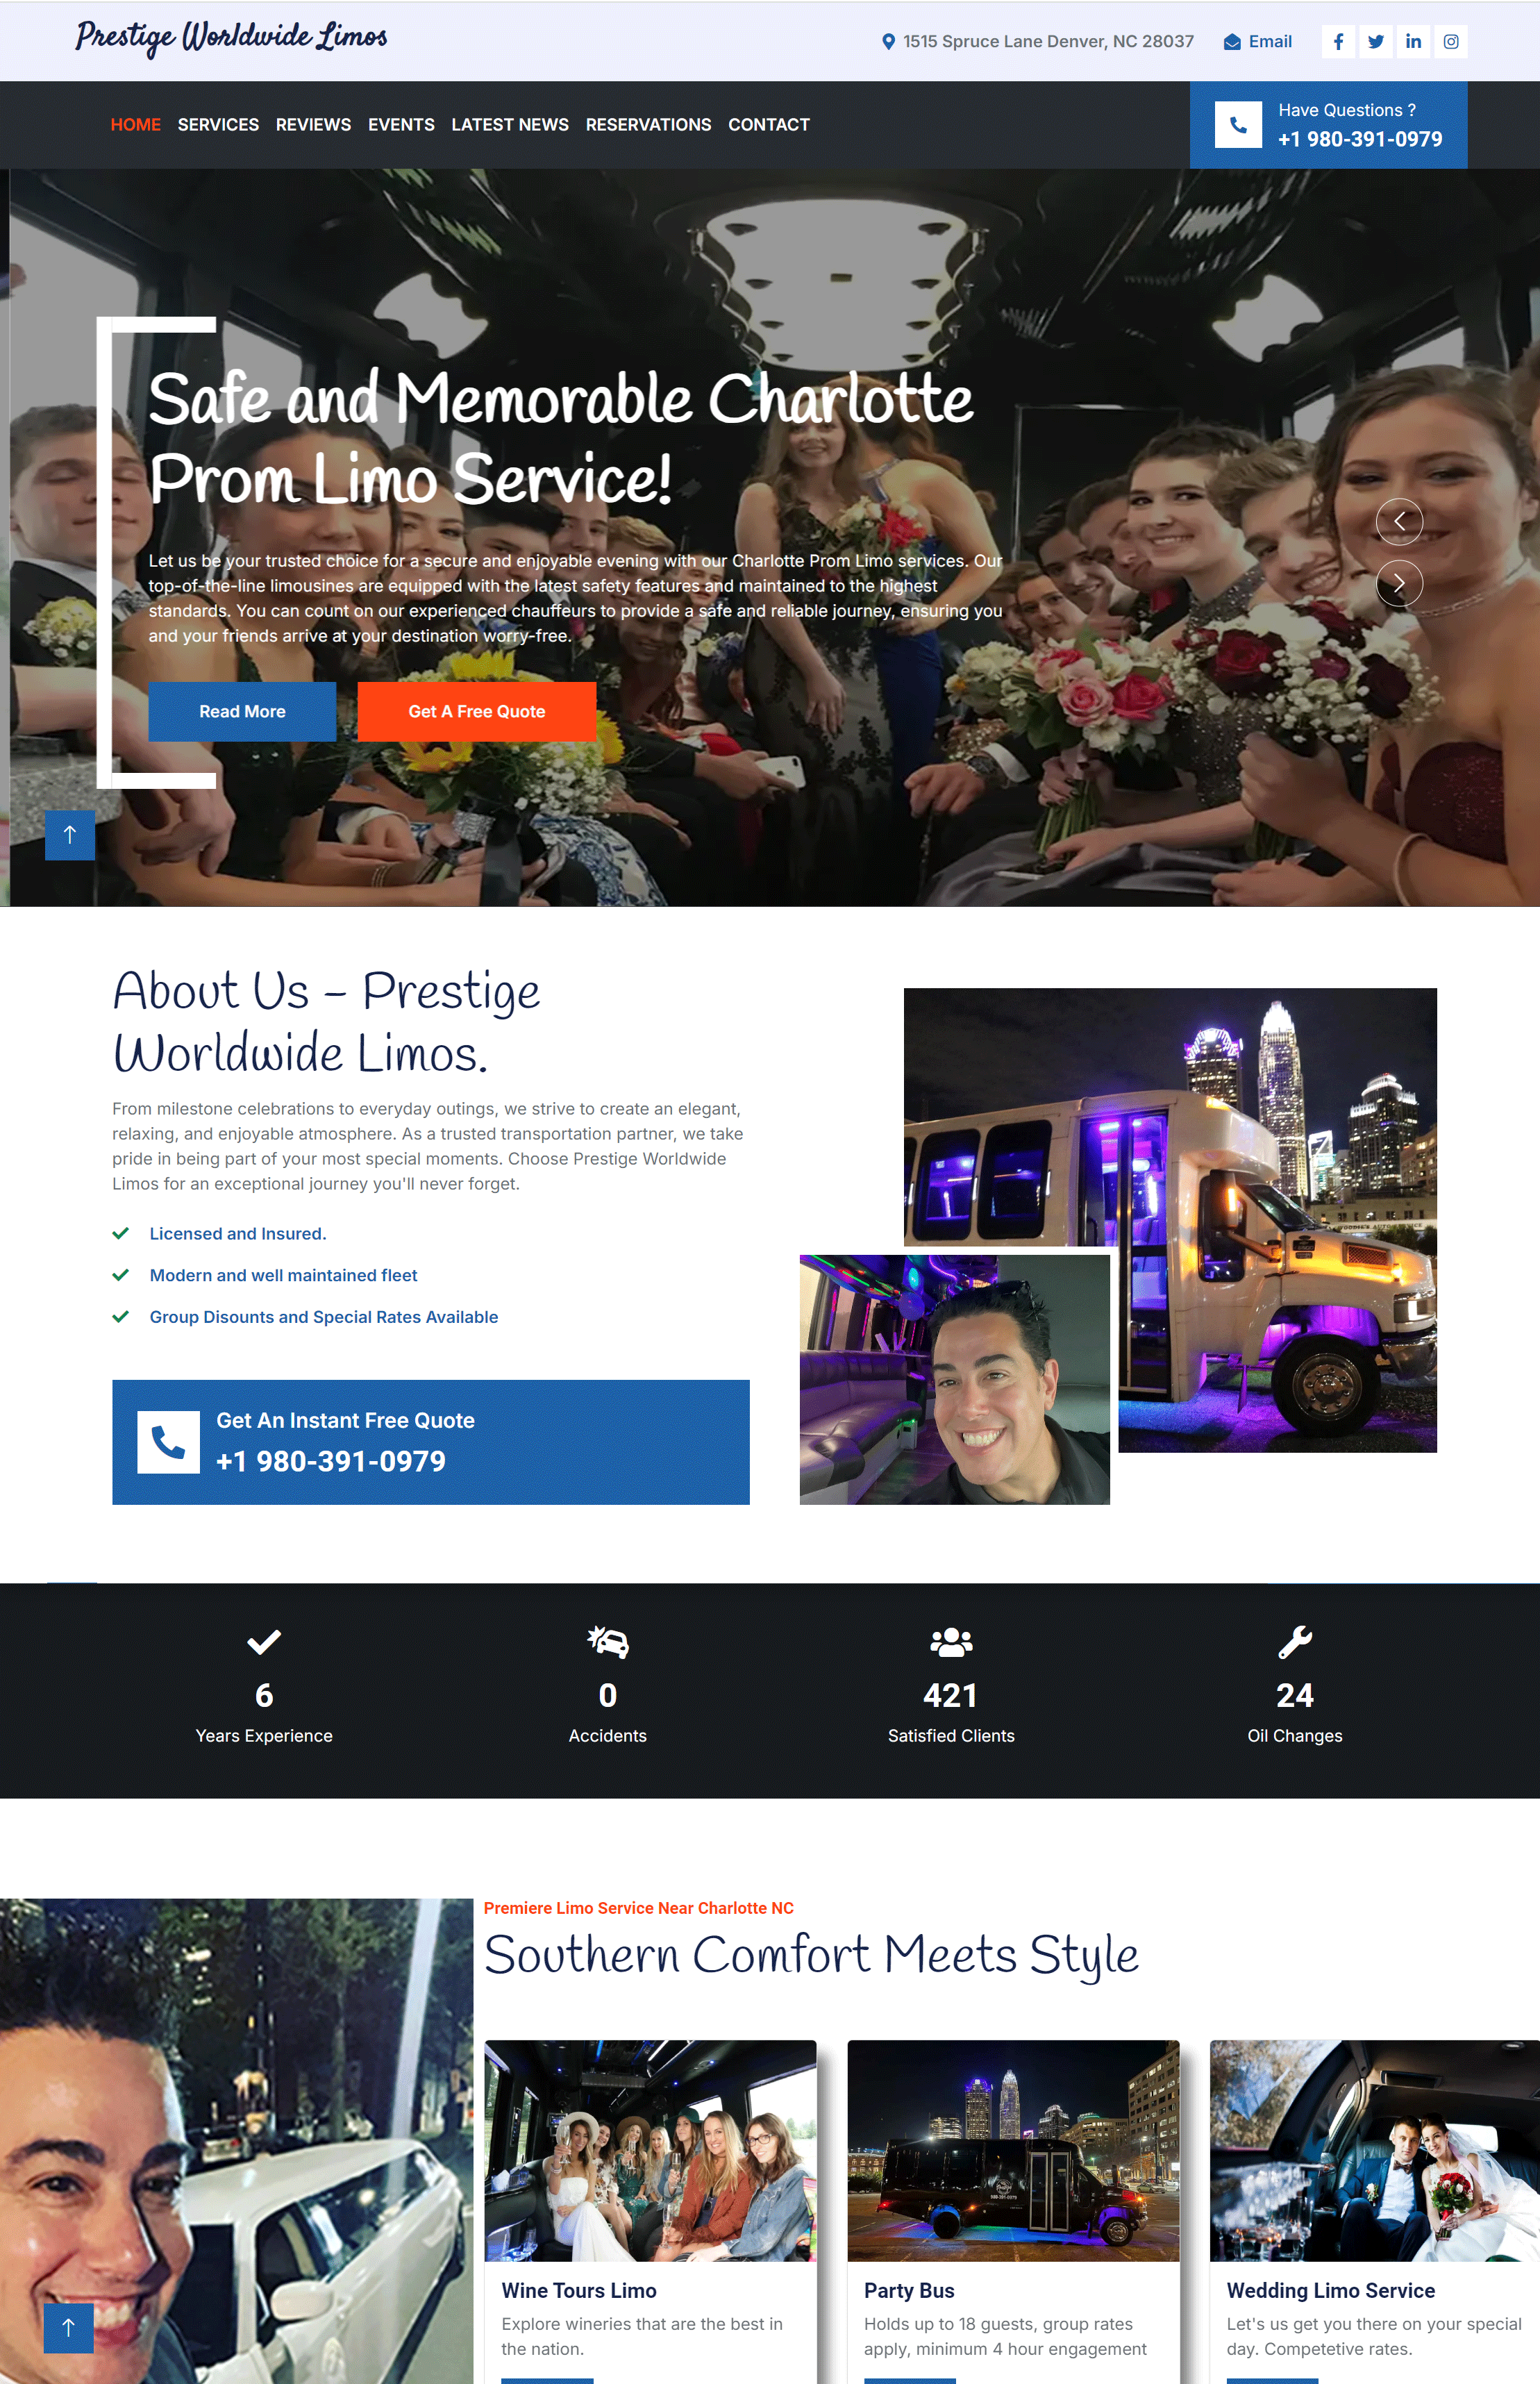 Prestige Worldwide Limos
1515 Spruce Lane Denver, NC 28037
Email
HOME SERVICES REVIEWS EVENTS LATEST NEWS RESERVATIONS CONTACT
Have Questions ?
+1 980-391-0979
Safe and Memorable Charlotte
Prom Limo Service!
Let us be your trusted choice for a secure and enjoyable evening with our Charlotte Prom Limo services. Our
top-of-the-line limousines are equipped with the latest safety features and maintained to the highest
standards. You can count on our experienced chauffeurs to provide a safe and reliable journey, ensuring you
and your friends arrive at your destination worry-free.
Read More
Get A Free Quote
About Us - Prestige
Worldwide Limos.
From milestone celebrations to everyday outings, we strive to create an elegant,
relaxing, and enjoyable atmosphere. As a trusted transportation partner, we take
pride in being part of your most special moments. Choose Prestige Worldwide
Limos for an exceptional journey you'll never forget.
Licensed and Insured.
Modern and well maintained fleet
Group Disounts and Special Rates Available
Get An Instant Free Quote
+1 980-391-0979
6
Years Experience
0
Accidents
421
Satisfied Clients
24
Oil Changes
Premiere Limo Service Near Charlotte NC
Southern Comfort Meets Style
Wine Tours Limo
Explore wineries that are the best in
the nation.
Party Bus
Holds up to 18 guests, group rates
apply, minimum 4 hour engagement
Wedding Limo Service
Let's us get you there on your special
day. Competetive rates.